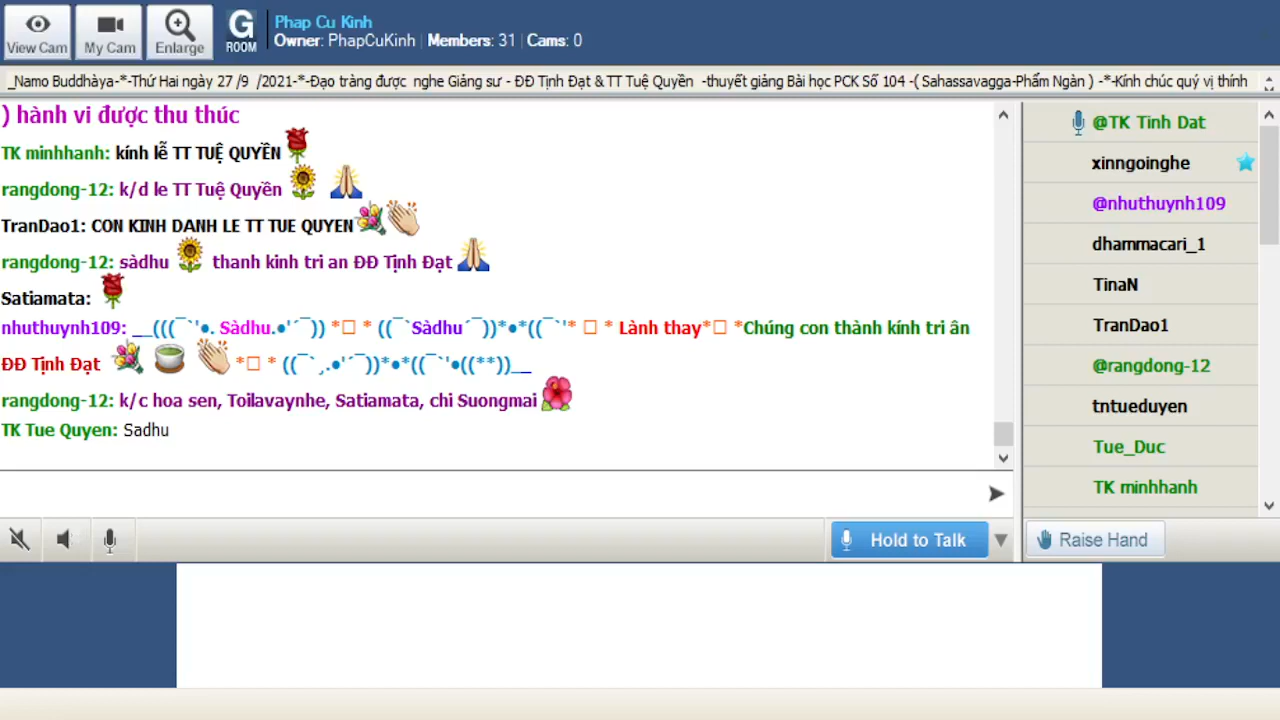 View Cam
My Cam
Enlarge
G
ROOM
Phap Cu Kinh
Owner: PhapCuKinh | Members: 31 | Cams: 0
_Namo Buddhàya-*-Thứ Hai ngày 27 /9 /2021-*-Đạo tràng được nghe Giảng sư - ĐĐ Tịnh Đạt & TT Tuệ Quyền -thuyết giảng Bài học PCK Số 104 -( Sahassavagga-Phẩm Ngàn ) -*-Kính chúc quý vị thính
) hành vi được thu thúc
TK minhhanh: kính lễ TT TUỆ QUYỀN
rangdong-12: k/d le TT Tuệ Quyền
TranDao1: CON KINH DANH LE TT TUE QUYEN
rangdong-12: sàdhu thanh kinh tri an ĐĐ Tịnh Đạt
Satiamata:
nhuthuynh109: __(((¯`'•. Sàdhu.•'´¯)) *　* ((¯`Sàdhu´¯))*•*((¯`'*　* Lành thay*　*Chúng con thành kính tri ân
ĐĐ Tịnh Đạt *　* ((¯`¸.•'´¯))*•*((¯`'•((**))__
rangdong-12: k/c hoa sen, Toilavaynhe, Satiamata, chi Suongmai
TK Tue Quyen: Sadhu
Hold to Talk
@TK Tinh Dat
xinngoinghe
@nhuthuynh109
dhammacari_1
TinaN
TranDao1
@rangdong-12
tntueduyen
Tue_Duc
TK minhhanh
Raise Hand